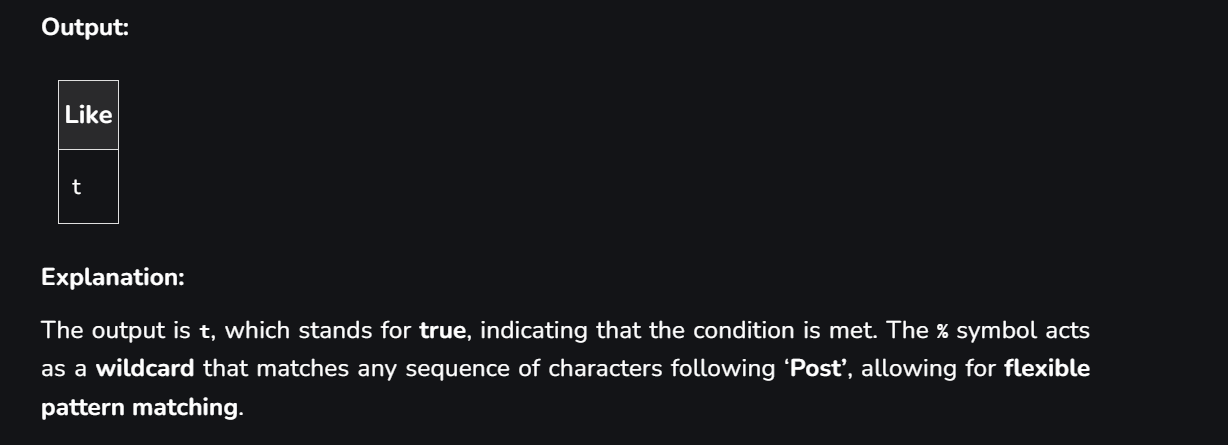 Output:
Like
t
Explanation:
The output is t, which stands for true, indicating that the condition is met. The % symbol acts
as a wildcard that matches any sequence of characters following ‘Post’, allowing for flexible
pattern matching.